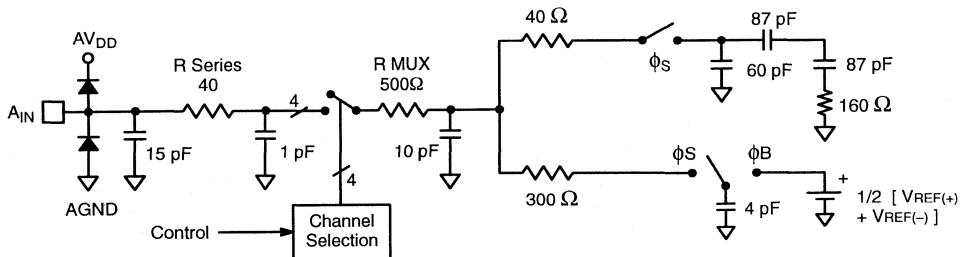 AVDD
R Series
40
AIN
15 pF
AGND
1 pF
4
4
Control
Channel
Selection
R MUX
500Ω
10 pF
40 Ω
ϕS
60 pF
87 pF
87 pF
160 Ω
300 Ω
ϕS
ϕB
4 pF
+
1/2 [ VREF(+)
+ VREF(–) ]